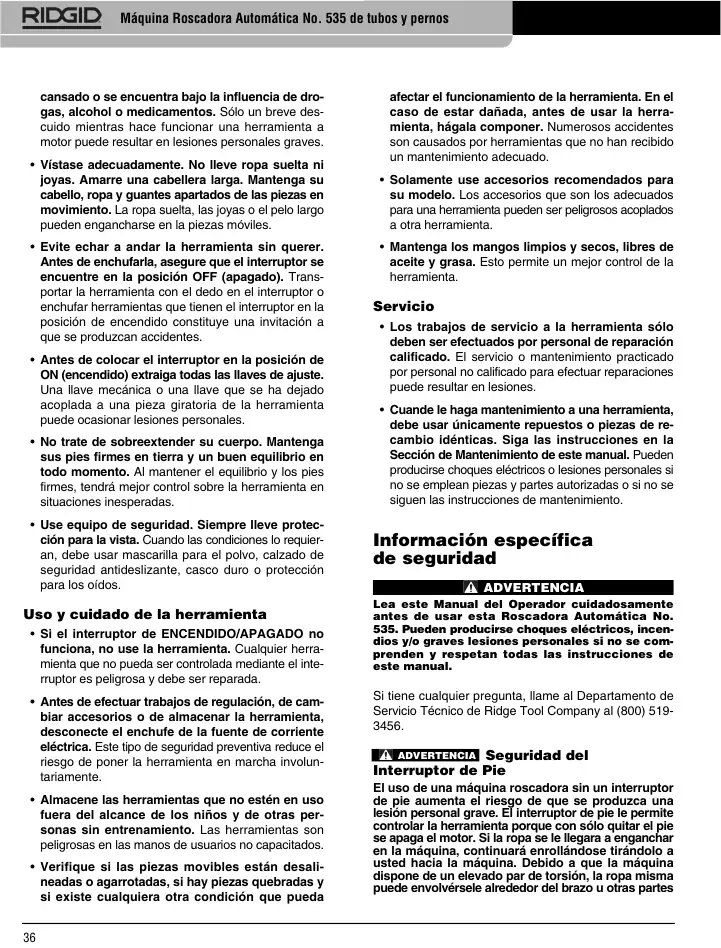 RIDGID
Máquina Roscadora Automática No. 535 de tubos y pernos
cansado o se encuentra bajo la influencia de dro-
gas, alcohol o medicamentos. Sólo un breve des-
cuido mientras hace funcionar una herramienta a
motor puede resultar en lesiones personales graves.
• Vístase adecuadamente. No lleve ropa suelta ni
joyas. Amarre una cabellera larga. Mantenga su
cabello, ropa y guantes apartados de las piezas en
movimiento. La ropa suelta, las joyas o el pelo largo
pueden engancharse en la piezas móviles.
• Evite echar a andar la herramienta sin querer.
Antes de enchufarla, asegure que el interruptor se
encuentre en la posición OFF (apagado). Trans-
portar la herramienta con el dedo en el interruptor o
enchufar herramientas que tienen el interruptor en la
posición de encendido constituye una invitación a
que se produzcan accidentes.
• Antes de colocar el interruptor en la posición de
ON (encendido) extraiga todas las llaves de ajuste.
Una llave mecánica o una llave que se ha dejado
acoplada a una pieza giratoria de la herramienta
puede ocasionar lesiones personales.
• No trate de sobreextender su cuerpo. Mantenga
sus pies firmes en tierra y un buen equilibrio en
todo momento. Al mantener el equilibrio y los pies
firmes, tendrá mejor control sobre la herramienta en
situaciones inesperadas.
• Use equipo de seguridad. Siempre lleve protec-
ción para la vista. Cuando las condiciones lo requier-
an, debe usar mascarilla para el polvo, calzado de
seguridad antideslizante, casco duro o protección
para los oídos.
Uso y cuidado de la herramienta
• Si el interruptor de ENCENDIDO/APAGADO no
funciona, no use la herramienta. Cualquier herra-
mienta que no pueda ser controlada mediante el inte-
rruptor es peligrosa y debe ser reparada.
• Antes de efectuar trabajos de regulación, de cam-
biar accesorios o de almacenar la herramienta,
desconecte el enchufe de la fuente de corriente
eléctrica. Este tipo de seguridad preventiva reduce el
riesgo de poner la herramienta en marcha involun-
tariamente.
• Almacene las herramientas que no estén en uso
fuera del alcance de los niños y de otras per-
sonas sin entrenamiento. Las herramientas son
peligrosas en las manos de usuarios no capacitados.
• Verifique si las piezas movibles están desali-
neadas o agarrotadas, si hay piezas quebradas y
si existe cualquiera otra condición que pueda
afectar el funcionamiento de la herramienta. En el
caso de estar dañada, antes de usar la herra-
mienta, hágala componer. Numerosos accidentes
son causados por herramientas que no han recibido
un mantenimiento adecuado.
• Solamente use accesorios recomendados para
su modelo. Los accesorios que son los adecuados
para una herramienta pueden ser peligrosos acoplados
a otra herramienta.
• Mantenga los mangos limpios y secos, libres de
aceite y grasa. Esto permite un mejor control de la
herramienta.
Servicio
• Los trabajos de servicio a la herramienta sólo
deben ser efectuados por personal de reparación
calificado. El servicio o mantenimiento practicado
por personal no calificado para efectuar reparaciones
puede resultar en lesiones.
• Cuande le haga mantenimiento a una herramienta,
debe usar únicamente repuestos o piezas de re-
cambio idénticas. Siga las instrucciones en la
Sección de Mantenimiento de este manual. Pueden
producirse choques eléctricos o lesiones personales si
no se emplean piezas y partes autorizadas o si no se
siguen las instrucciones de mantenimiento.
Información específica
de seguridad
ADVERTENCIA
Lea este Manual del Operador cuidadosamente
antes de usar esta Roscadora Automática No.
535. Pueden producirse choques eléctricos, incen-
dios y/o graves lesiones personales si no se com-
prenden y respetan todas las instrucciones de
este manual.
Si tiene cualquier pregunta, llame al Departamento de
Servicio Técnico de Ridge Tool Company al (800) 519-
3456.
ADVERTENCIA Seguridad del
Interruptor de Pie
El uso de una máquina roscadora sin un interruptor
de pie aumenta el riesgo de que se produzca una
lesión personal grave. El interruptor de pie le permite
controlar la herramienta porque con sólo quitar el pie
se apaga el motor. Si la ropa se le llegara a enganchar
en la máquina, continuará enrollándose tirándolo a
usted hacia la máquina. Debido a que la máquina
dispone de un elevado par de torsión, la ropa misma
puede envolvérsele alrededor del brazo u otras partes
36